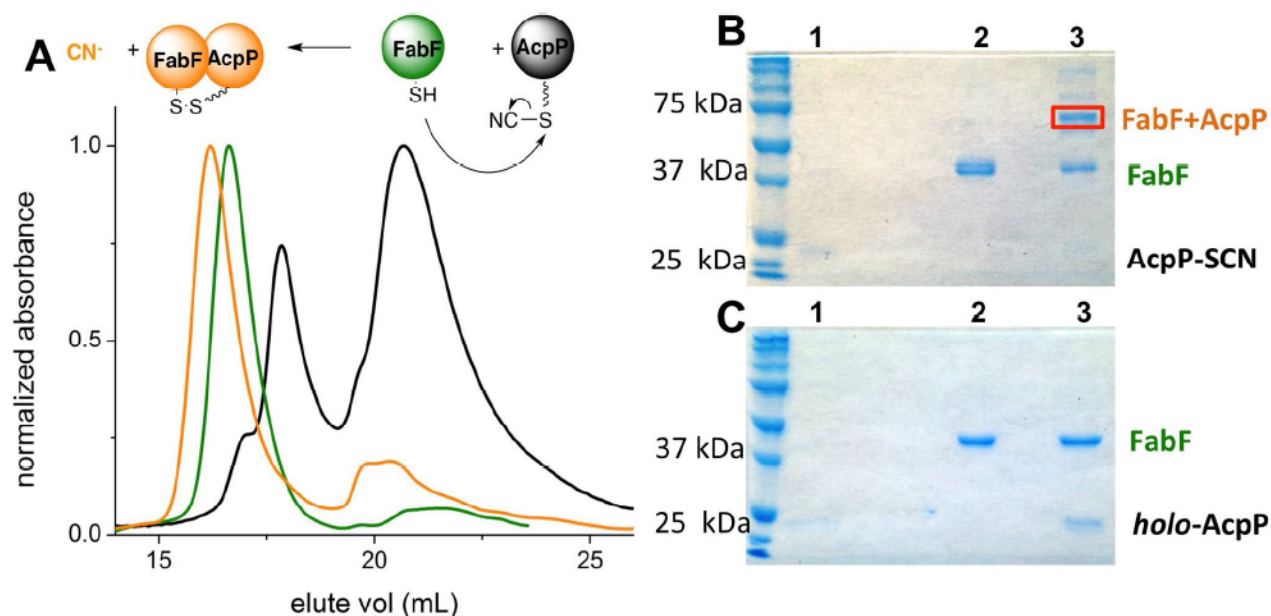 A
CN- +
FabF AcpP
S-S
FabF
SH
+
AcpP
NC-S
normalized absorbance
1.0
0.5
0.0
15 20 25
elute vol (mL)
B
1 2 3
75 kDa
FabF+AcpP
37 kDa
FabF
25 kDa
AcpP-SCN
C
1 2 3
37 kDa
FabF
25 kDa
holo-AcpP